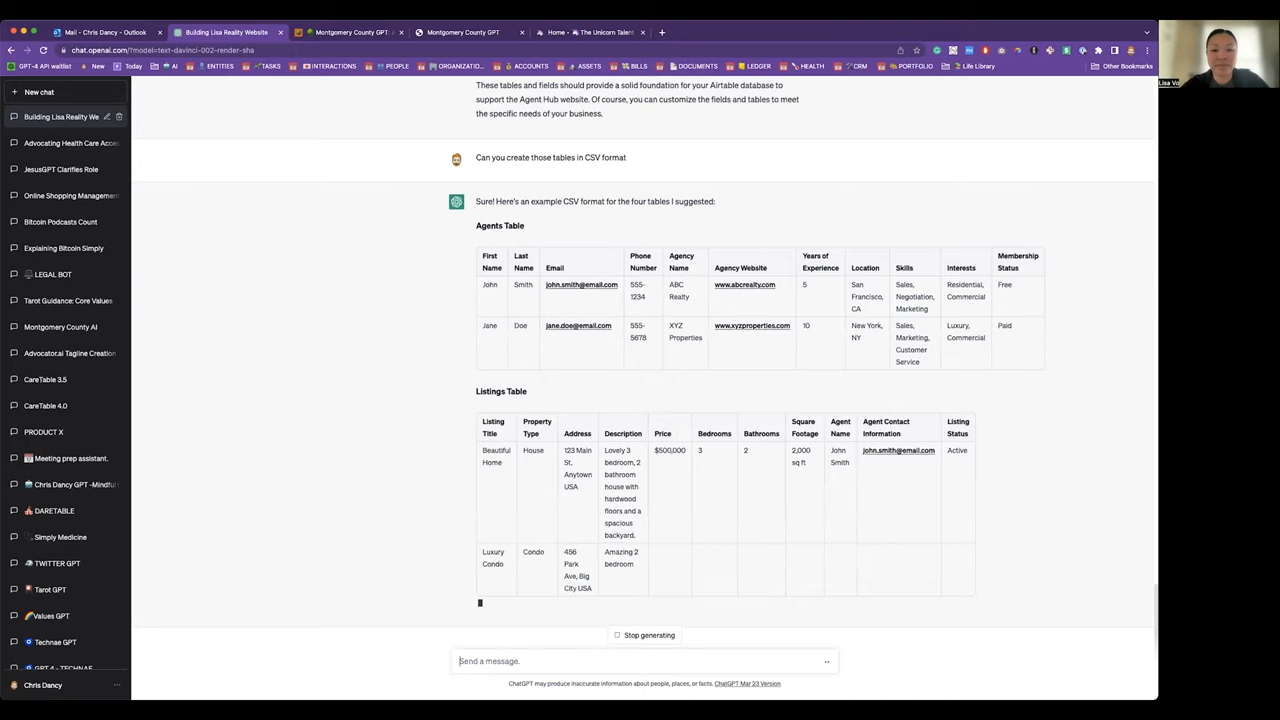 Mail - Chris Dancy - Outlook
Building Lisa Reality Website
Montgomery County GPT: A
Montgomery County GPT
Home - 🦄 The Unicorn Talent
chat.openai.com/?model=text-davinci-002-render-sha
GPT-4 API waitlist
New
Today
AI
ENTITIES
TASKS
INTERACTIONS
PEOPLE
ORGANIZATIO...
ACCOUNTS
ASSETS
BILLS
DOCUMENTS
LEDGER
HEALTH
CRM
PORTFOLIO
Life Library
Other Bookmarks
Lisa Vo
New chat
Building Lisa Reality We
Advocating Health Care Acces
JesusGPT Clarifies Role
Online Shopping Management
Bitcoin Podcasts Count
Explaining Bitcoin Simply
LEGAL BOT
Tarot Guidance: Core Values
Montgomery County AI
Advocator.ai Tagline Creation
CareTable 3.5
CareTable 4.0
PRODUCT X
Meeting prep assistant.
Chris Dancy GPT -Mindful
DARETABLE
Simply Medicine
TWITTER GPT
Tarot GPT
Values GPT
Technae GPT
GPT 4 - TECHNAE
Chris Dancy
These tables and fields should provide a solid foundation for your Airtable database to
support the Agent Hub website. Of course, you can customize the fields and tables to meet
the specific needs of your business.
Can you create those tables in CSV format
Sure! Here's an example CSV format for the four tables I suggested:
Agents Table
First Name
Last Name
Email
Phone Number
Agency Name
Agency Website
Years of Experience
Location
Skills
Interests
Membership Status
John
Smith
john.smith@email.com
555-1234
ABC Realty
www.abcrealty.com
5
San Francisco, CA
Sales, Negotiation, Marketing
Residential, Commercial
Free
Jane
Doe
jane.doe@email.com
555-5678
XYZ Properties
www.xyzproperties.com
10
New York, NY
Sales, Marketing, Customer Service
Luxury, Commercial
Paid
Listings Table
Listing Title
Property Type
Address
Description
Price
Bedrooms
Bathrooms
Square Footage
Agent Name
Agent Contact Information
Listing Status
Beautiful Home
House
123 Main St, Anytown USA
Lovely 3 bedroom, 2 bathroom house with hardwood floors and a spacious backyard.
$500,000
3
2
2,000 sq ft
John Smith
john.smith@email.com
Active
Luxury Condo
Condo
456 Park Ave, Big City USA
Amazing 2 bedroom
Stop generating
Send a message.
ChatGPT may produce inaccurate information about people, places, or facts. ChatGPT Mar 23 Version